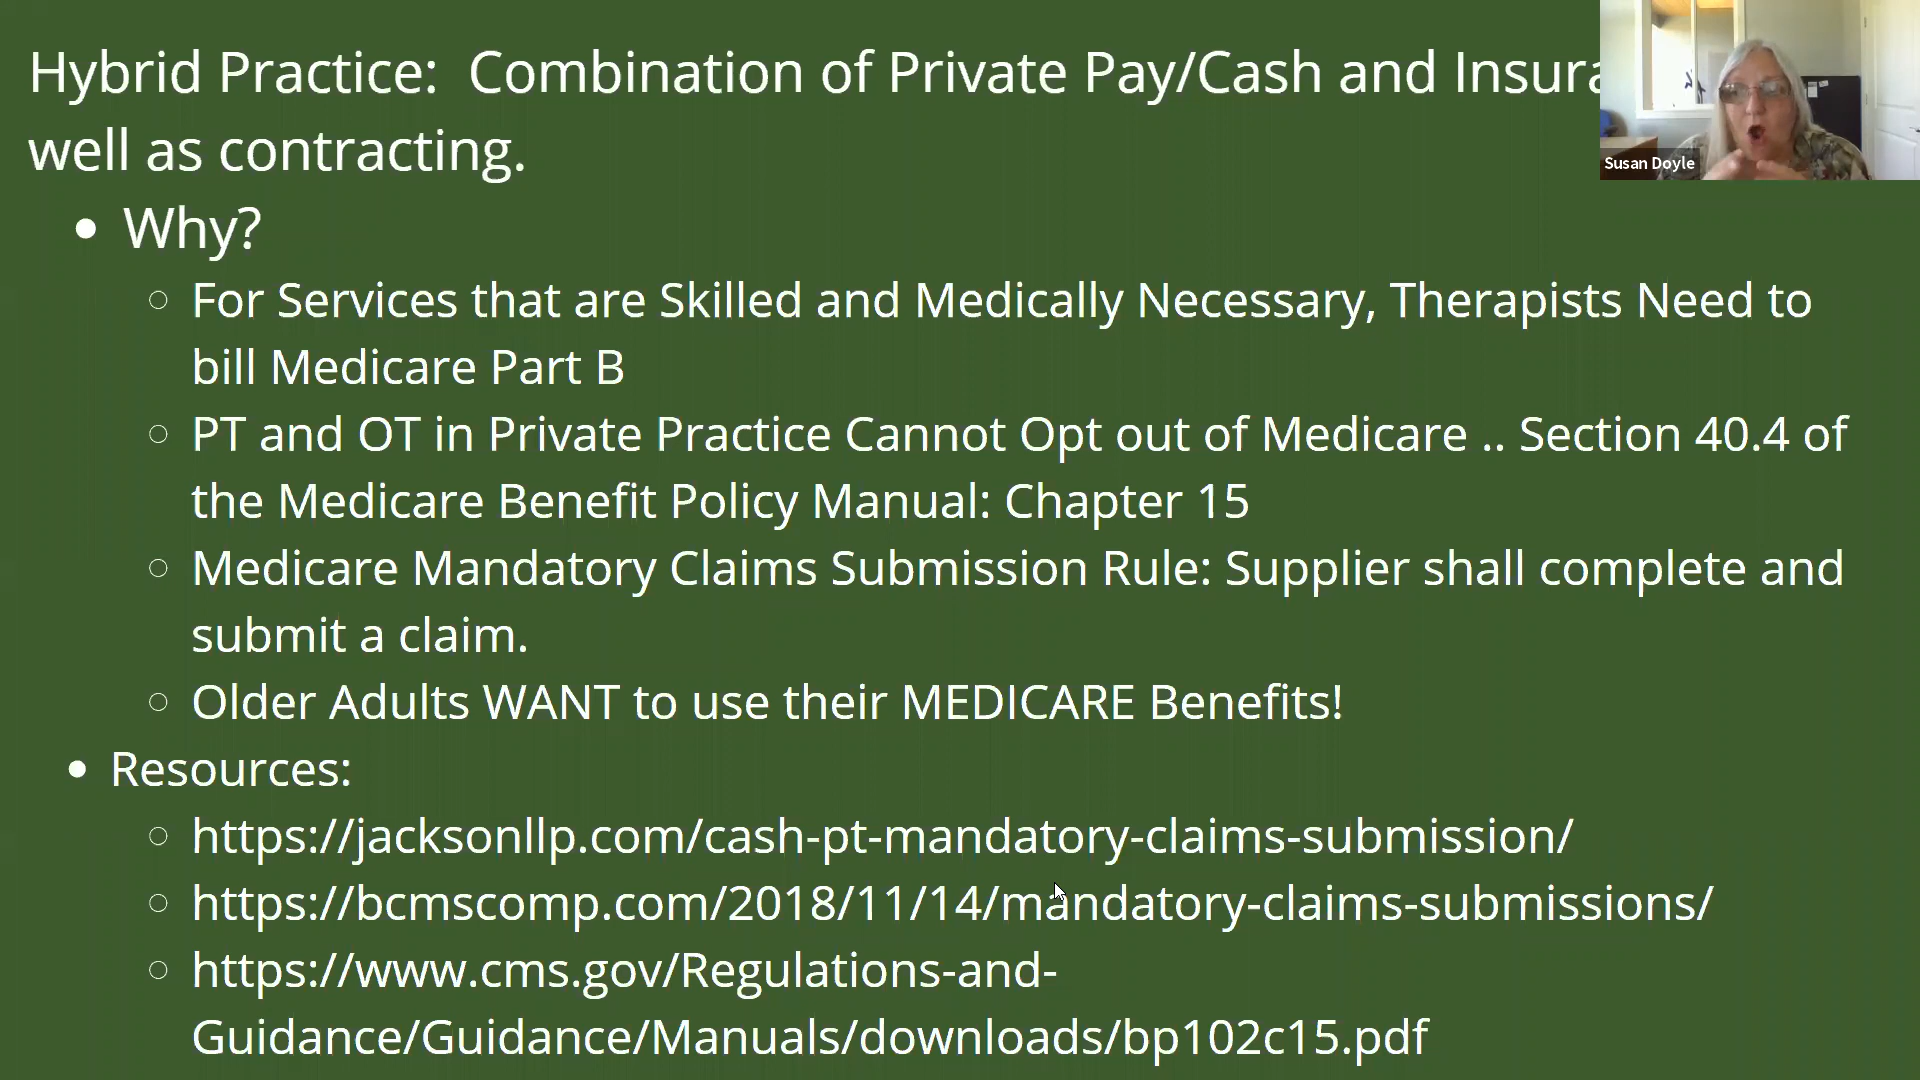 Hybrid Practice:  Combination of Private Pay/Cash and
well as contracting.
• Why?
○ For Services that are Skilled and Medically Necessary, Therapists Need to
bill Medicare Part B
○ PT and OT in Private Practice Cannot Opt out of Medicare .. Section 40.4 of
the Medicare Benefit Policy Manual: Chapter 15
○ Medicare Mandatory Claims Submission Rule: Supplier shall complete and
submit a claim.
○ Older Adults WANT to use their MEDICARE Benefits!
• Resources:
○ https://jacksonllp.com/cash-pt-mandatory-claims-submission/
○ https://bcmscomp.com/2018/11/14/mandatory-claims-submissions/
○ https://www.cms.gov/Regulations-and-
Guidance/Guidance/Manuals/downloads/bp102c15.pdf
Susan Doyle